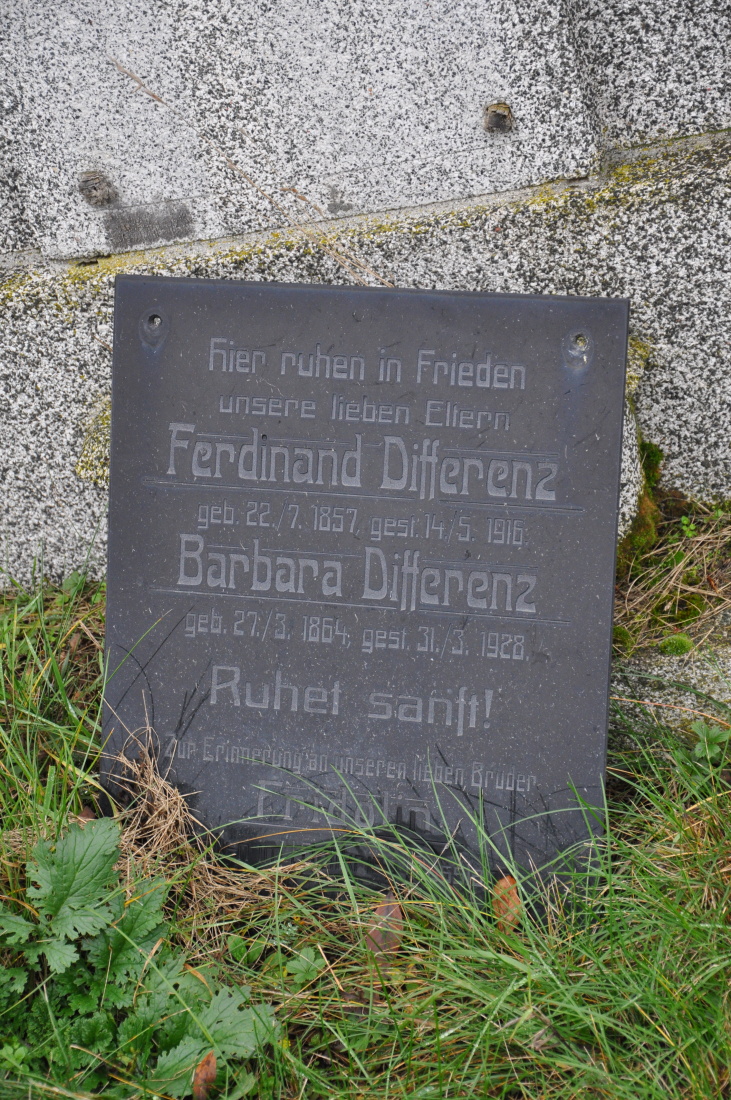 Hier ruhen in Frieden
unsere lieben Eltern
Ferdinand Differenz
geb. 22./7. 1857, gest. 14./5. 1916,
Barbara Differenz
geb. 27./3. 1864, gest. 31./3. 1928.
Ruhet sanft!
Zur Erinnerung an unseren lieben Bruder